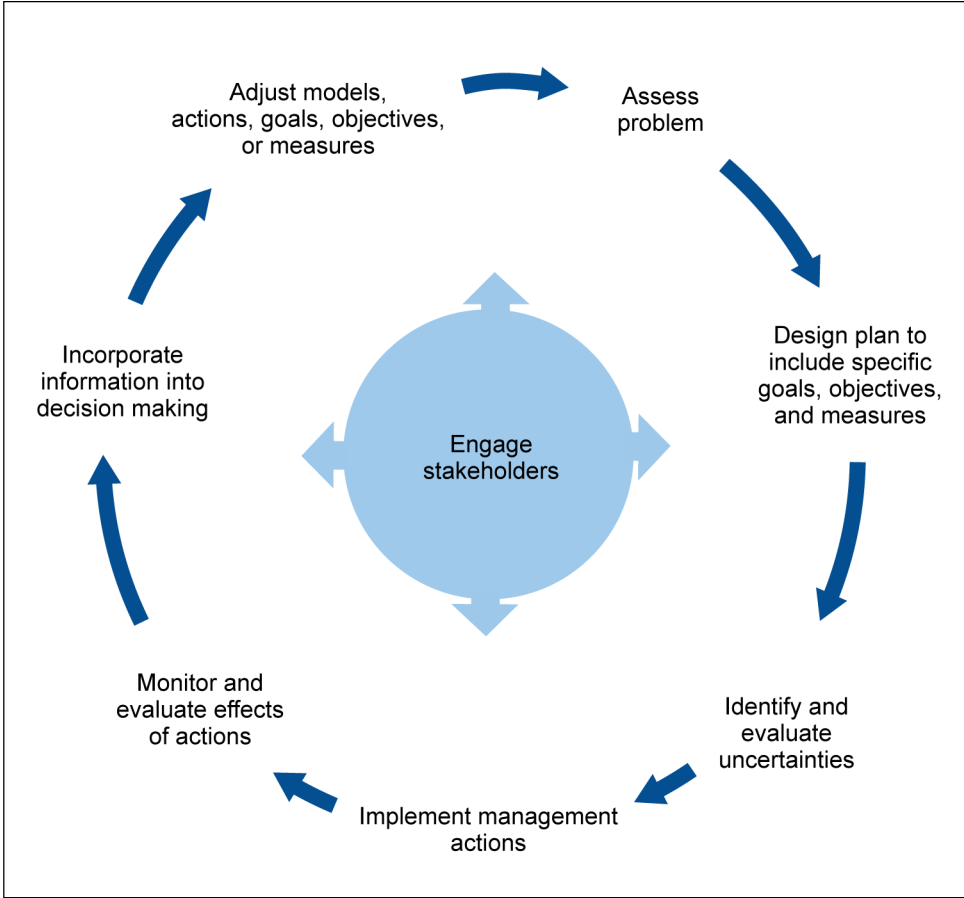 Adjust models,
actions, goals, objectives,
or measures
Assess
problem
Design plan to
include specific
goals, objectives,
and measures
Identify and
evaluate
uncertainties
Implement management
actions
Monitor and
evaluate effects
of actions
Incorporate
information into
decision making
Engage
stakeholders